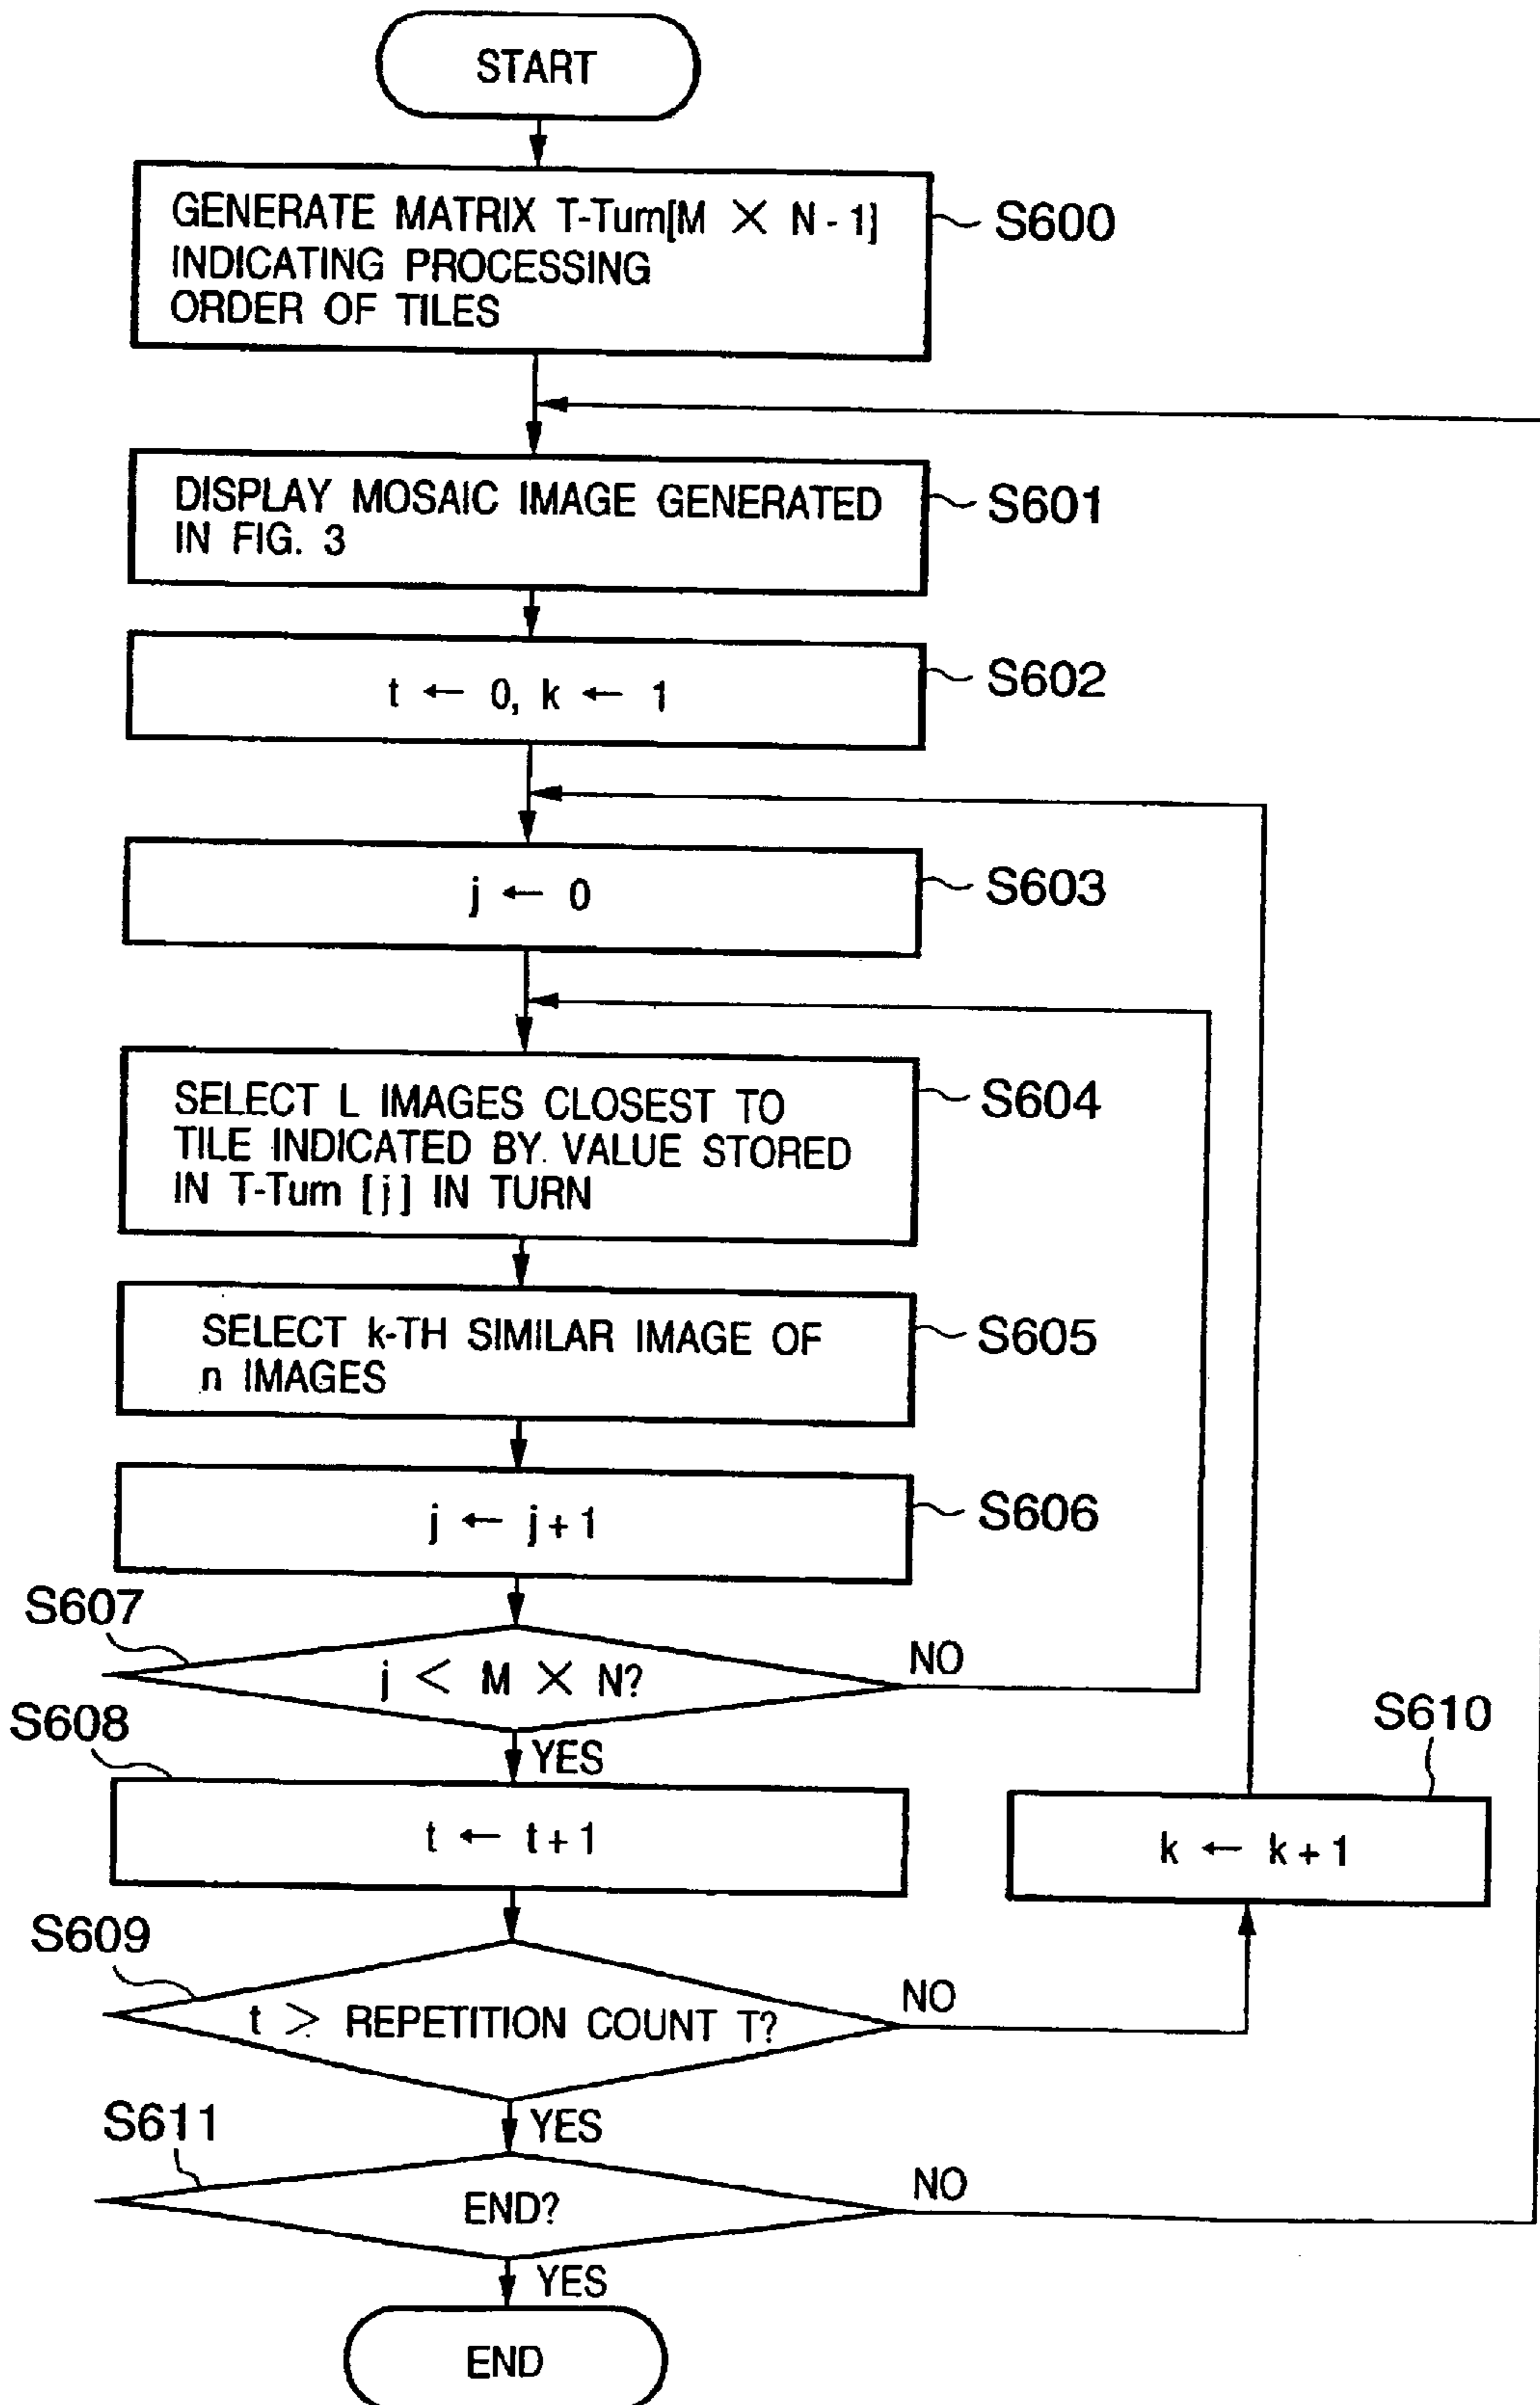 START
GENERATE MATRIX T-Turn[M × N - 1]
INDICATING PROCESSING
ORDER OF TILES
S600
DISPLAY MOSAIC IMAGE GENERATED
IN FIG. 3
S601
t ← 0, k ← 1
S602
j ← 0
S603
SELECT L IMAGES CLOSEST TO
TILE INDICATED BY VALUE STORED
IN T-Turn [j] IN TURN
S604
SELECT k-TH SIMILAR IMAGE OF
n IMAGES
S605
j ← j + 1
S606
S607
j < M × N?
NO
YES
S608
t ← t + 1
S610
k ← k + 1
S609
t > REPETITION COUNT T?
NO
YES
S611
END?
NO
YES
END